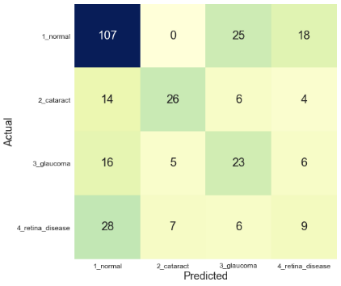 1_normal 107 0 25 18
2_cataract 14 26 6 4
Actual
3_glaucoma 16 5 23 6
4_retina_disease 28 7 6 9
1_normal 2_cataract 3_glaucoma 4_retina_disease
Predicted